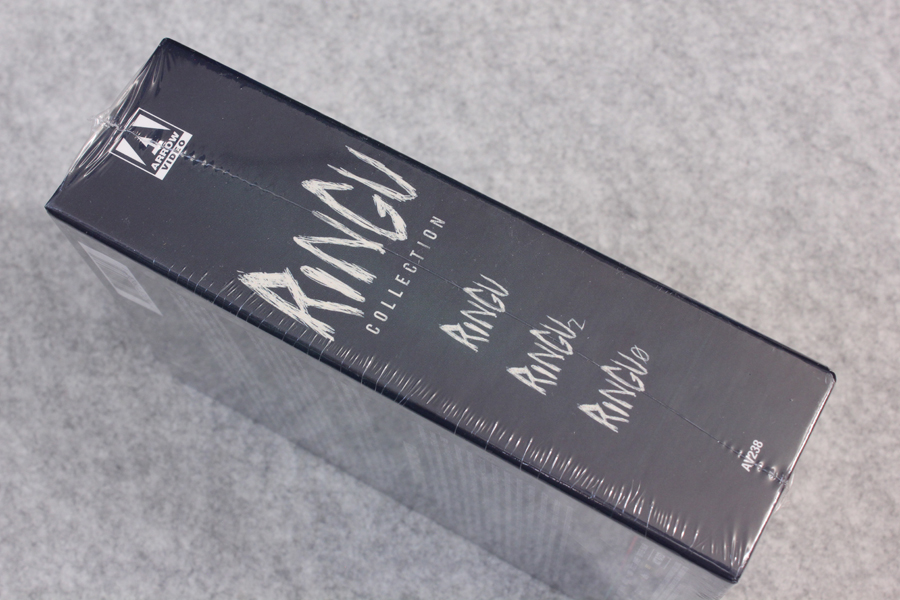 ARROW
VIDEO
RINGU
COLLECTION
RINGU
RINGU2
RINGU0
AV238